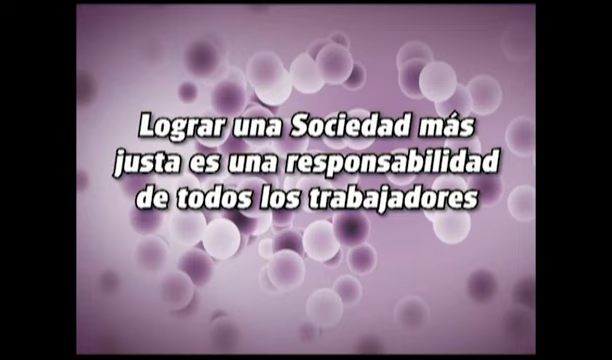 Lograr una Sociedad más
justa es una responsabilidad
de todos los trabajadores